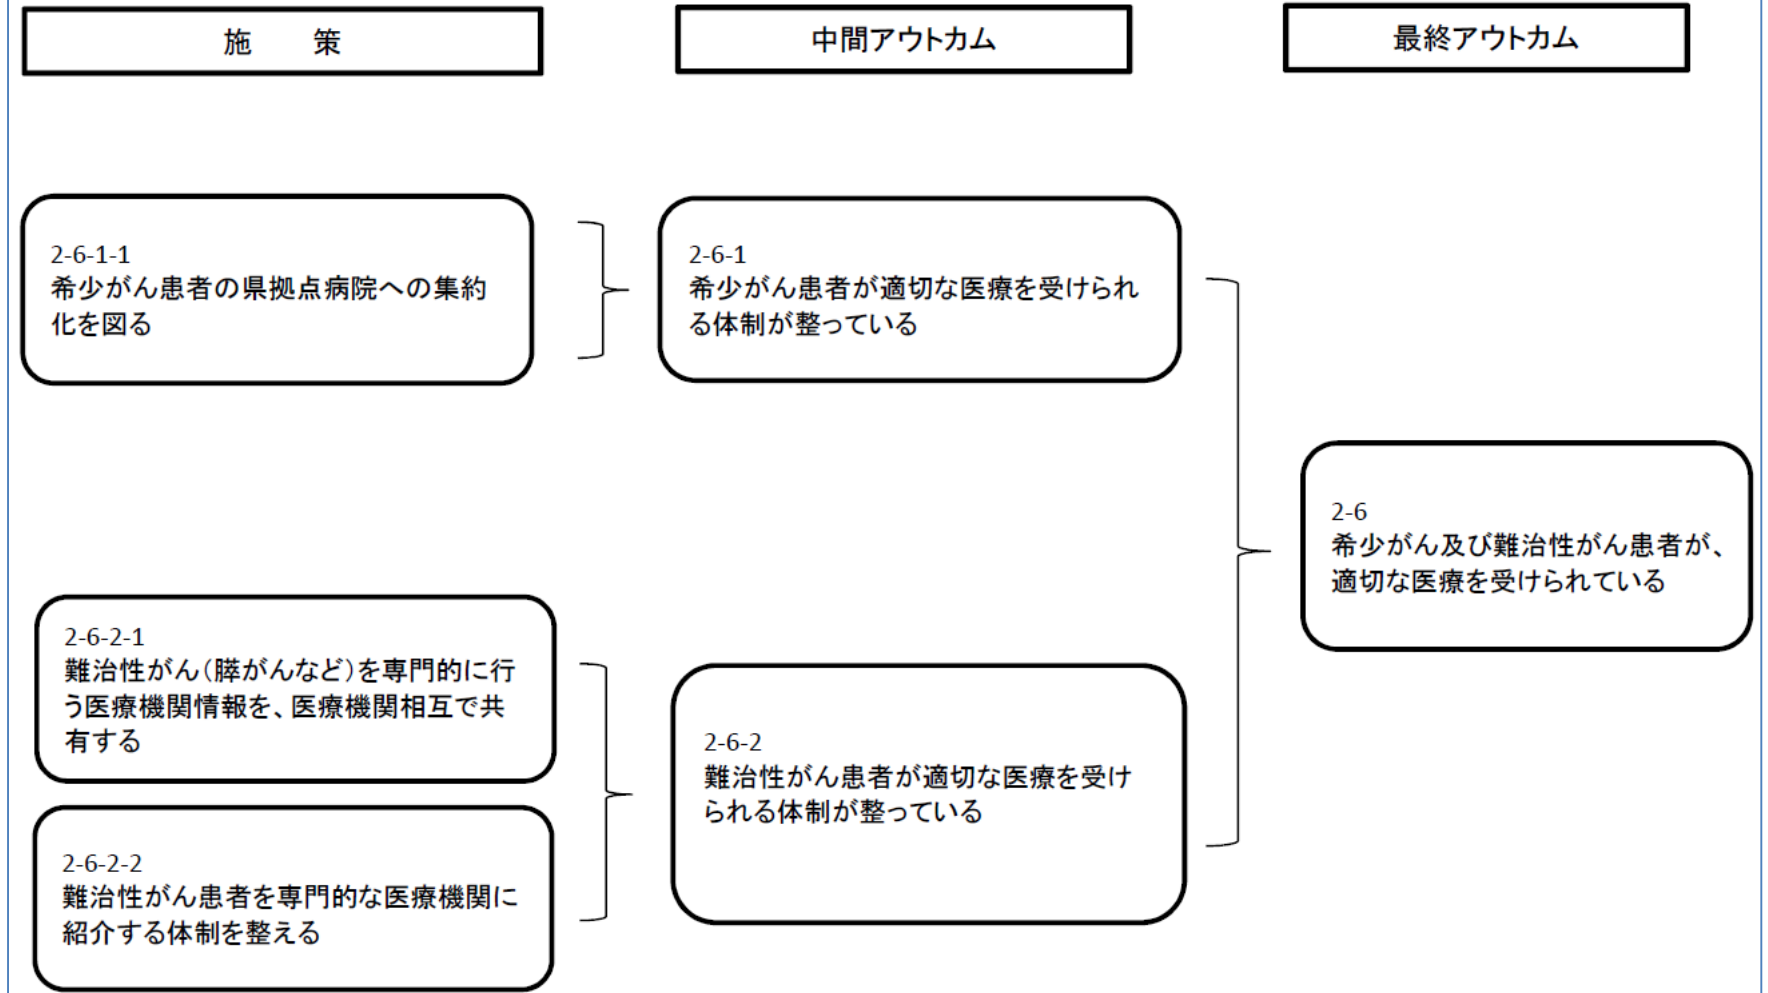 施　策
中間アウトカム
最終アウトカム
2-6-1-1
希少がん患者の県拠点病院への集約
化を図る
2-6-1
希少がん患者が適切な医療を受けられ
る体制が整っている
2-6
希少がん及び難治性がん患者が、
適切な医療を受けられている
2-6-2-1
難治性がん(膵がんなど)を専門的に行
う医療機関情報を、医療機関相互で共
有する
2-6-2
難治性がん患者が適切な医療を受け
られる体制が整っている
2-6-2-2
難治性がん患者を専門的な医療機関に
紹介する体制を整える